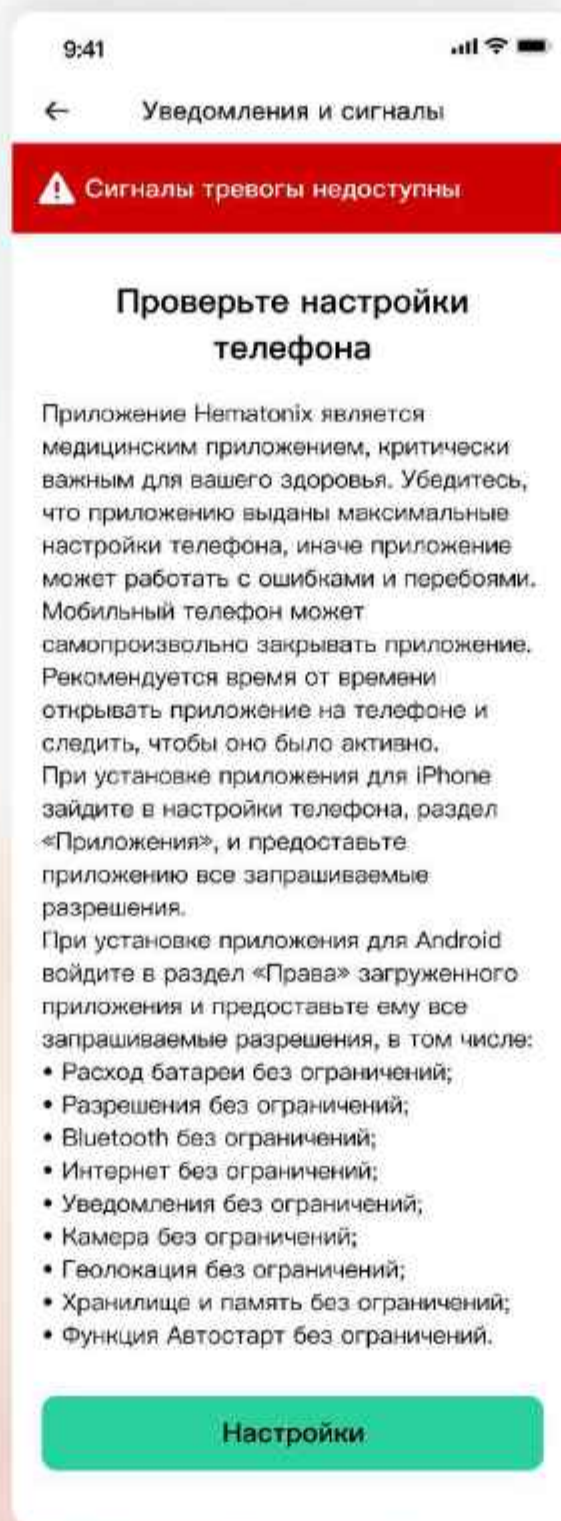 9:41
Уведомления и сигналы
Сигналы тревоги недоступны
Проверьте настройки
телефона
Приложение Hematonix является
медицинским приложением, критически
важным для вашего здоровья. Убедитесь,
что приложению выданы максимальные
настройки телефона, иначе приложение
может работать с ошибками и перебоями.
Мобильный телефон может
самопроизвольно закрывать приложение.
Рекомендуется время от времени
открывать приложение на телефоне и
следить, чтобы оно было активно.
При установке приложения для iPhone
зайдите в настройки телефона, раздел
«Приложения», и предоставьте
приложению все запрашиваемые
разрешения.
При установке приложения для Android
войдите в раздел «Права» загруженного
приложения и предоставьте ему все
запрашиваемые разрешения, в том числе:
• Расход батареи без ограничений;
• Разрешения без ограничений;
• Bluetooth без ограничений;
• Интернет без ограничений;
• Уведомления без ограничений;
• Камера без ограничений;
• Геолокация без ограничений;
• Хранилище и память без ограничений;
• Функция Автостарт без ограничений.
Настройки